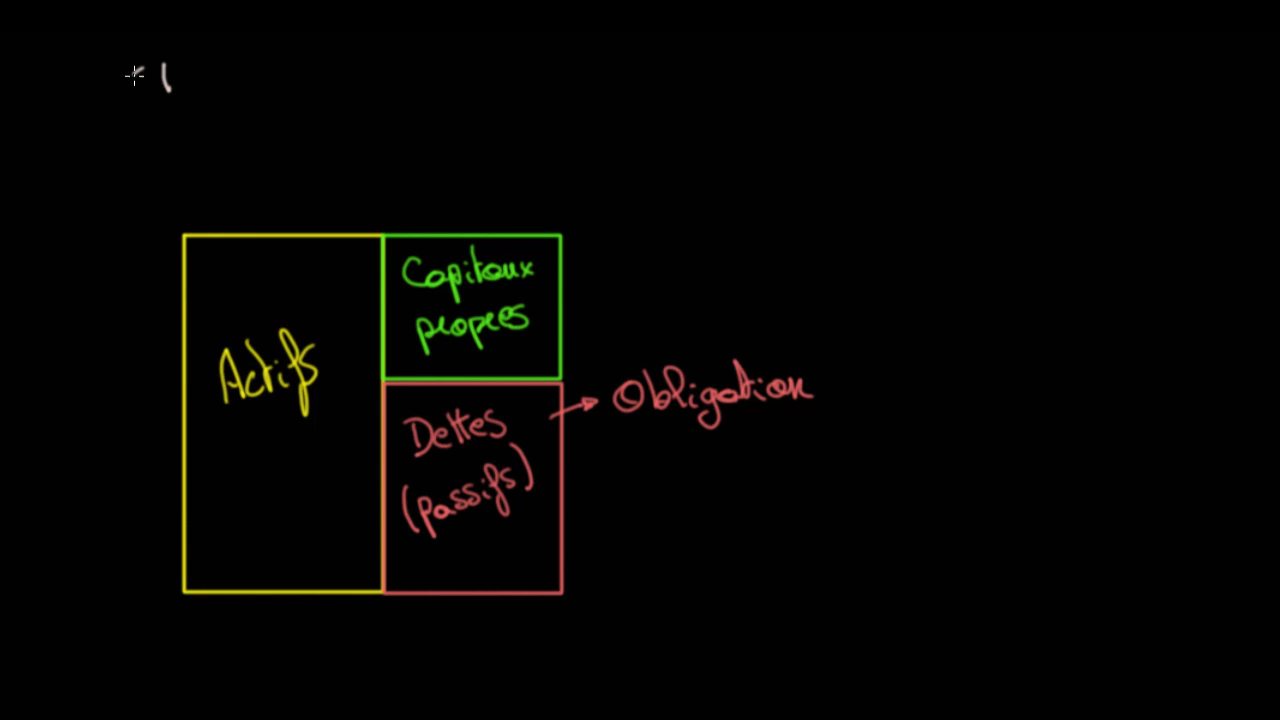 Actifs
Capitaux
propres
Dettes
(passifs)
Obligation